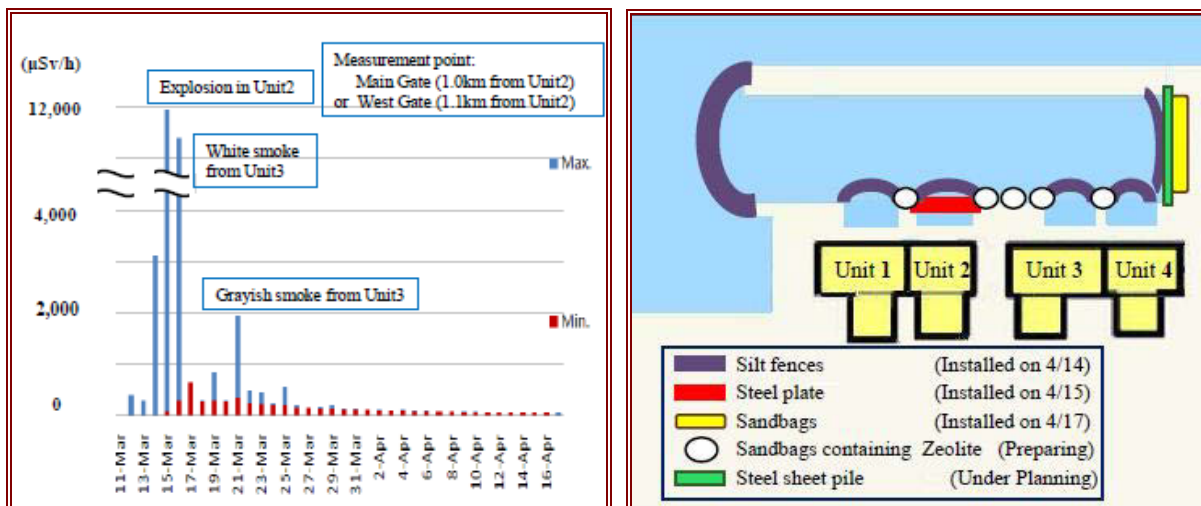 (μSv/h)
Explosion in Unit2
Measurement point:
Main Gate (1.0km from Unit2)
or West Gate (1.1km from Unit2)
12,000
White smoke
from Unit3
Max.
4,000
Grayish smoke from Unit3
2,000
Min.
0
11-Mar
13-Mar
15-Mar
17-Mar
19-Mar
21-Mar
23-Mar
25-Mar
27-Mar
29-Mar
31-Mar
2-Apr
4-Apr
6-Apr
8-Apr
10-Apr
12-Apr
14-Apr
16-Apr
Unit 1 Unit 2 Unit 3 Unit 4
Silt fences (Installed on 4/14)
Steel plate (Installed on 4/15)
Sandbags (Installed on 4/17)
Sandbags containing Zeolite (Preparing)
Steel sheet pile (Under Planning)